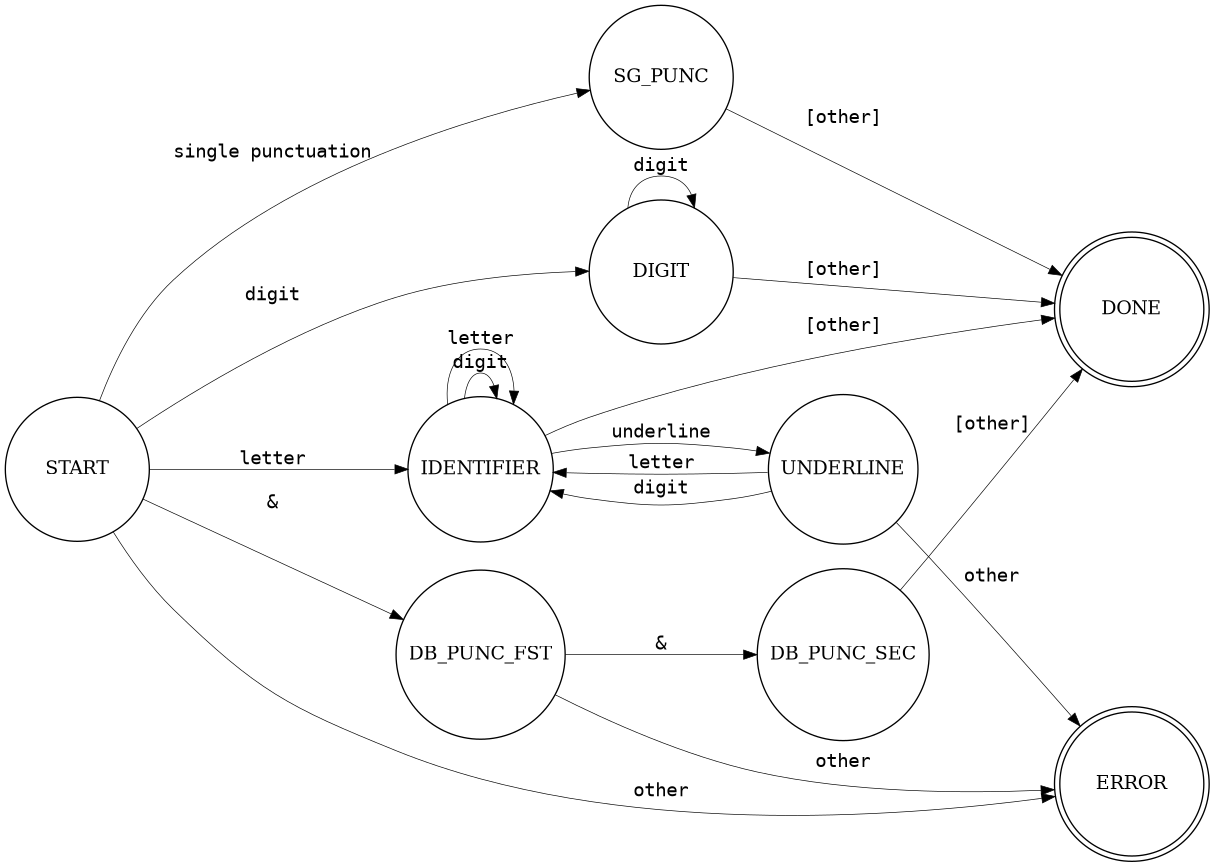 SG_PUNC
[other]
single punctuation
digit
DIGIT
[other]
digit
DONE
[other]
letter
digit
[other]
underline
START
letter
IDENTIFIER
letter
UNDERLINE
digit
&
other
DB_PUNC_FST
&
DB_PUNC_SEC
other
other
ERROR